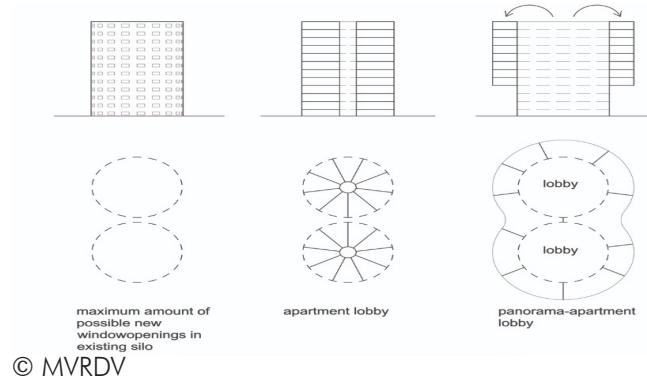 lobby
lobby
maximum amount of
possible new
windowopenings in
existing silo
apartment lobby
panorama-apartment
lobby
© MVRDV